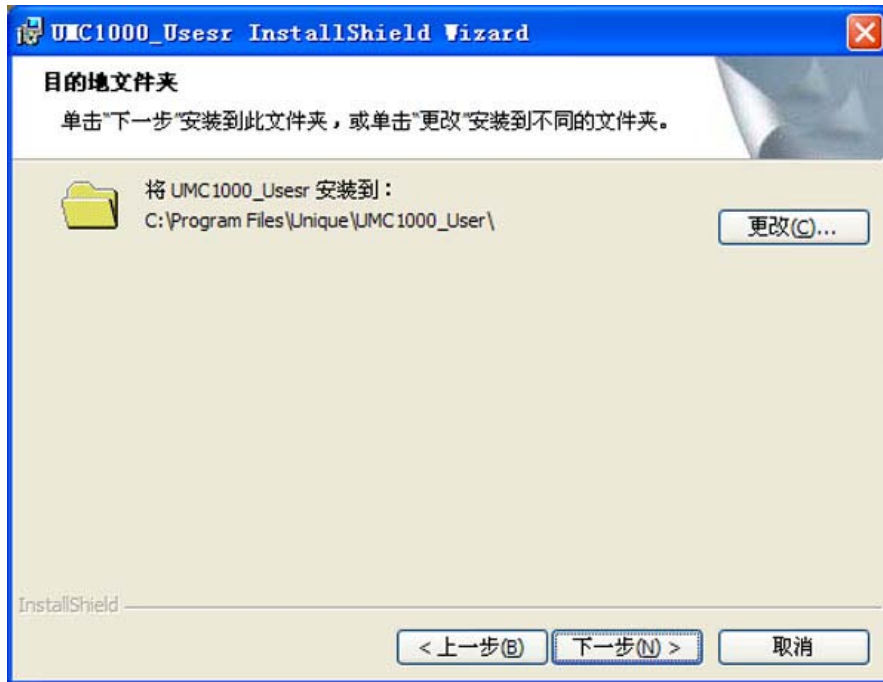 UMC1000_Usesr InstallShield Wizard
目的地文件夹
单击"下一步"安装到此文件夹，或单击"更改"安装到不同的文件夹。
将 UMC1000_Usesr 安装到：
C:\Program Files\Unique\UMC1000_User\
更改(C)...
InstallShield
< 上一步(B)
下一步(N) >
取消